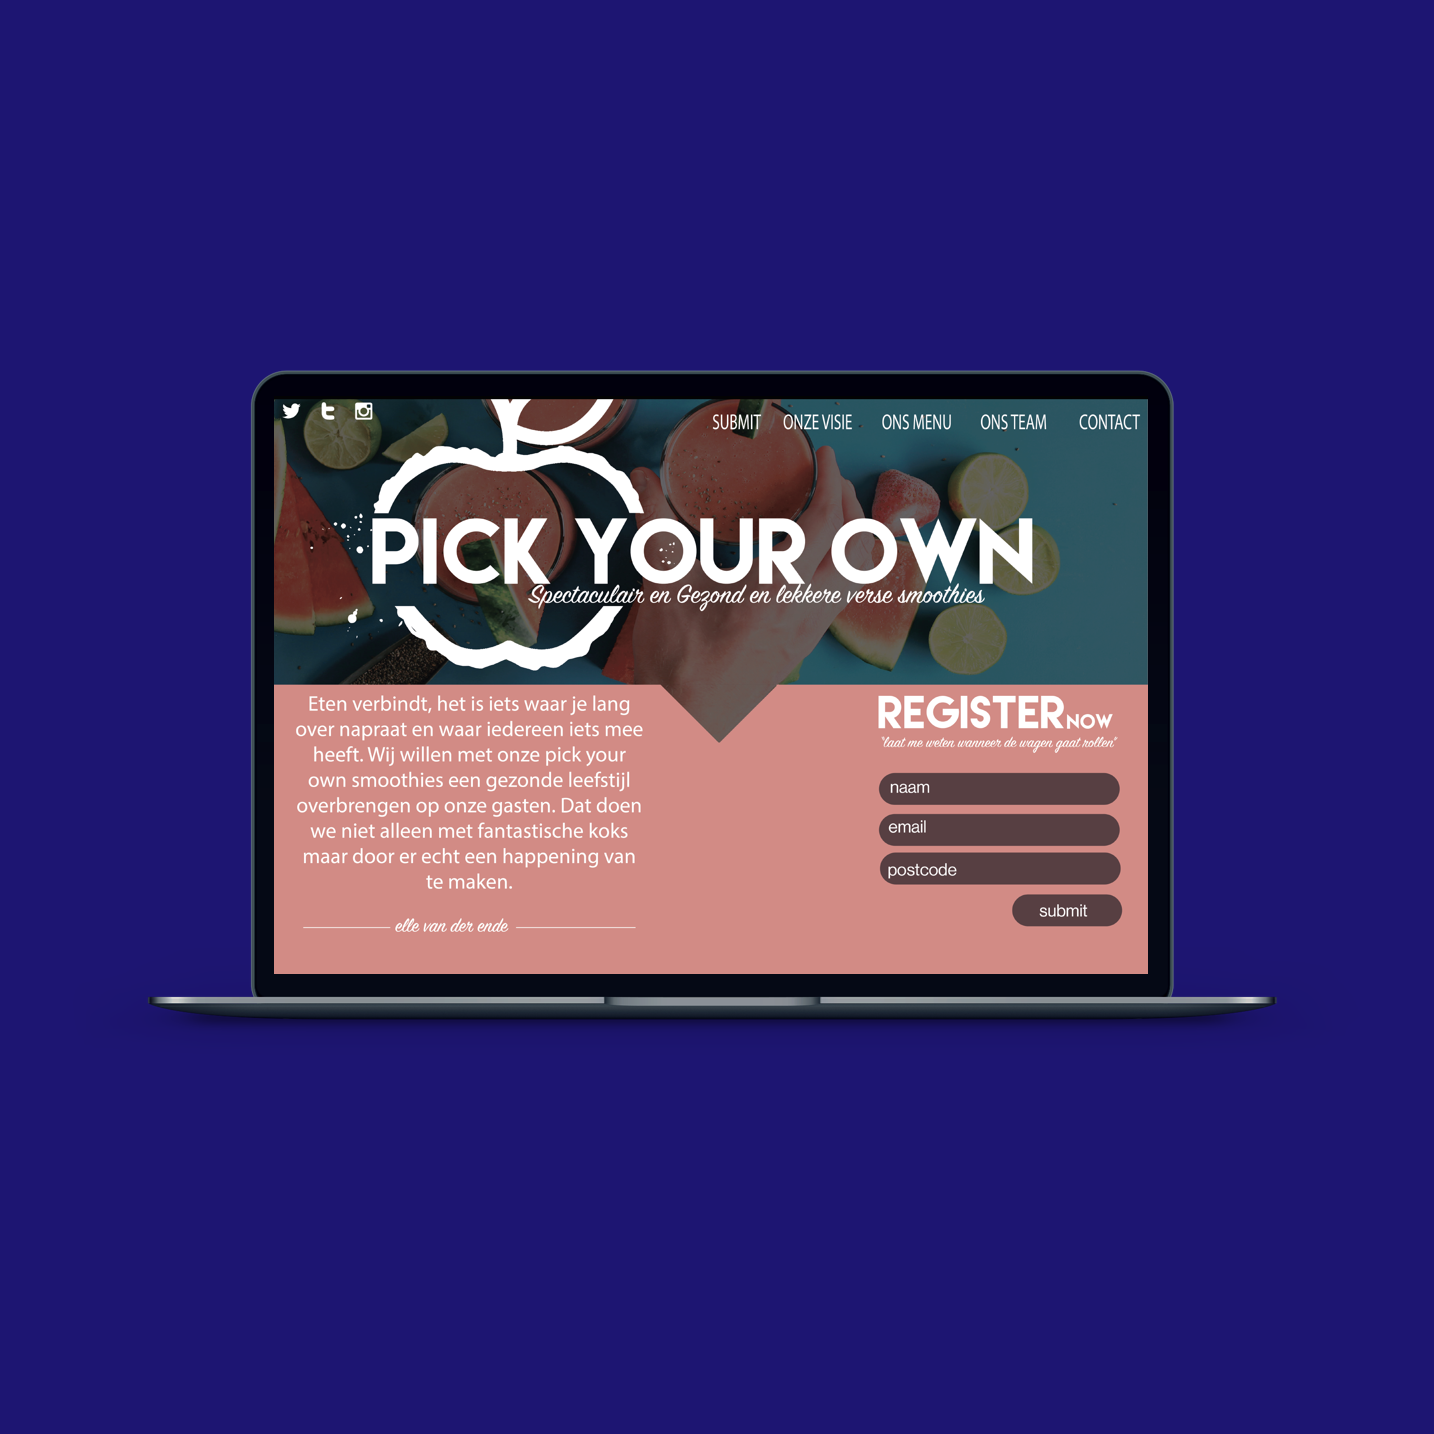 SUBMIT ONZE VISIE ONS MENU ONS TEAM CONTACT
PICK YOUR OWN
Spectaculair en Gezond en lekkere verse smoothies
Eten verbindt, het is iets waar je lang
over napraat en waar iedereen iets mee
heeft. Wij willen met onze pick your
own smoothies een gezonde leefstijl
overbrengen op onze gasten. Dat doen
we niet alleen met fantastische koks
maar door er echt een happening van
te maken.
elle van der ende
REGISTER NOW
"laat me weten wanneer de wagen gaat rollen"
naam
email
postcode
submit